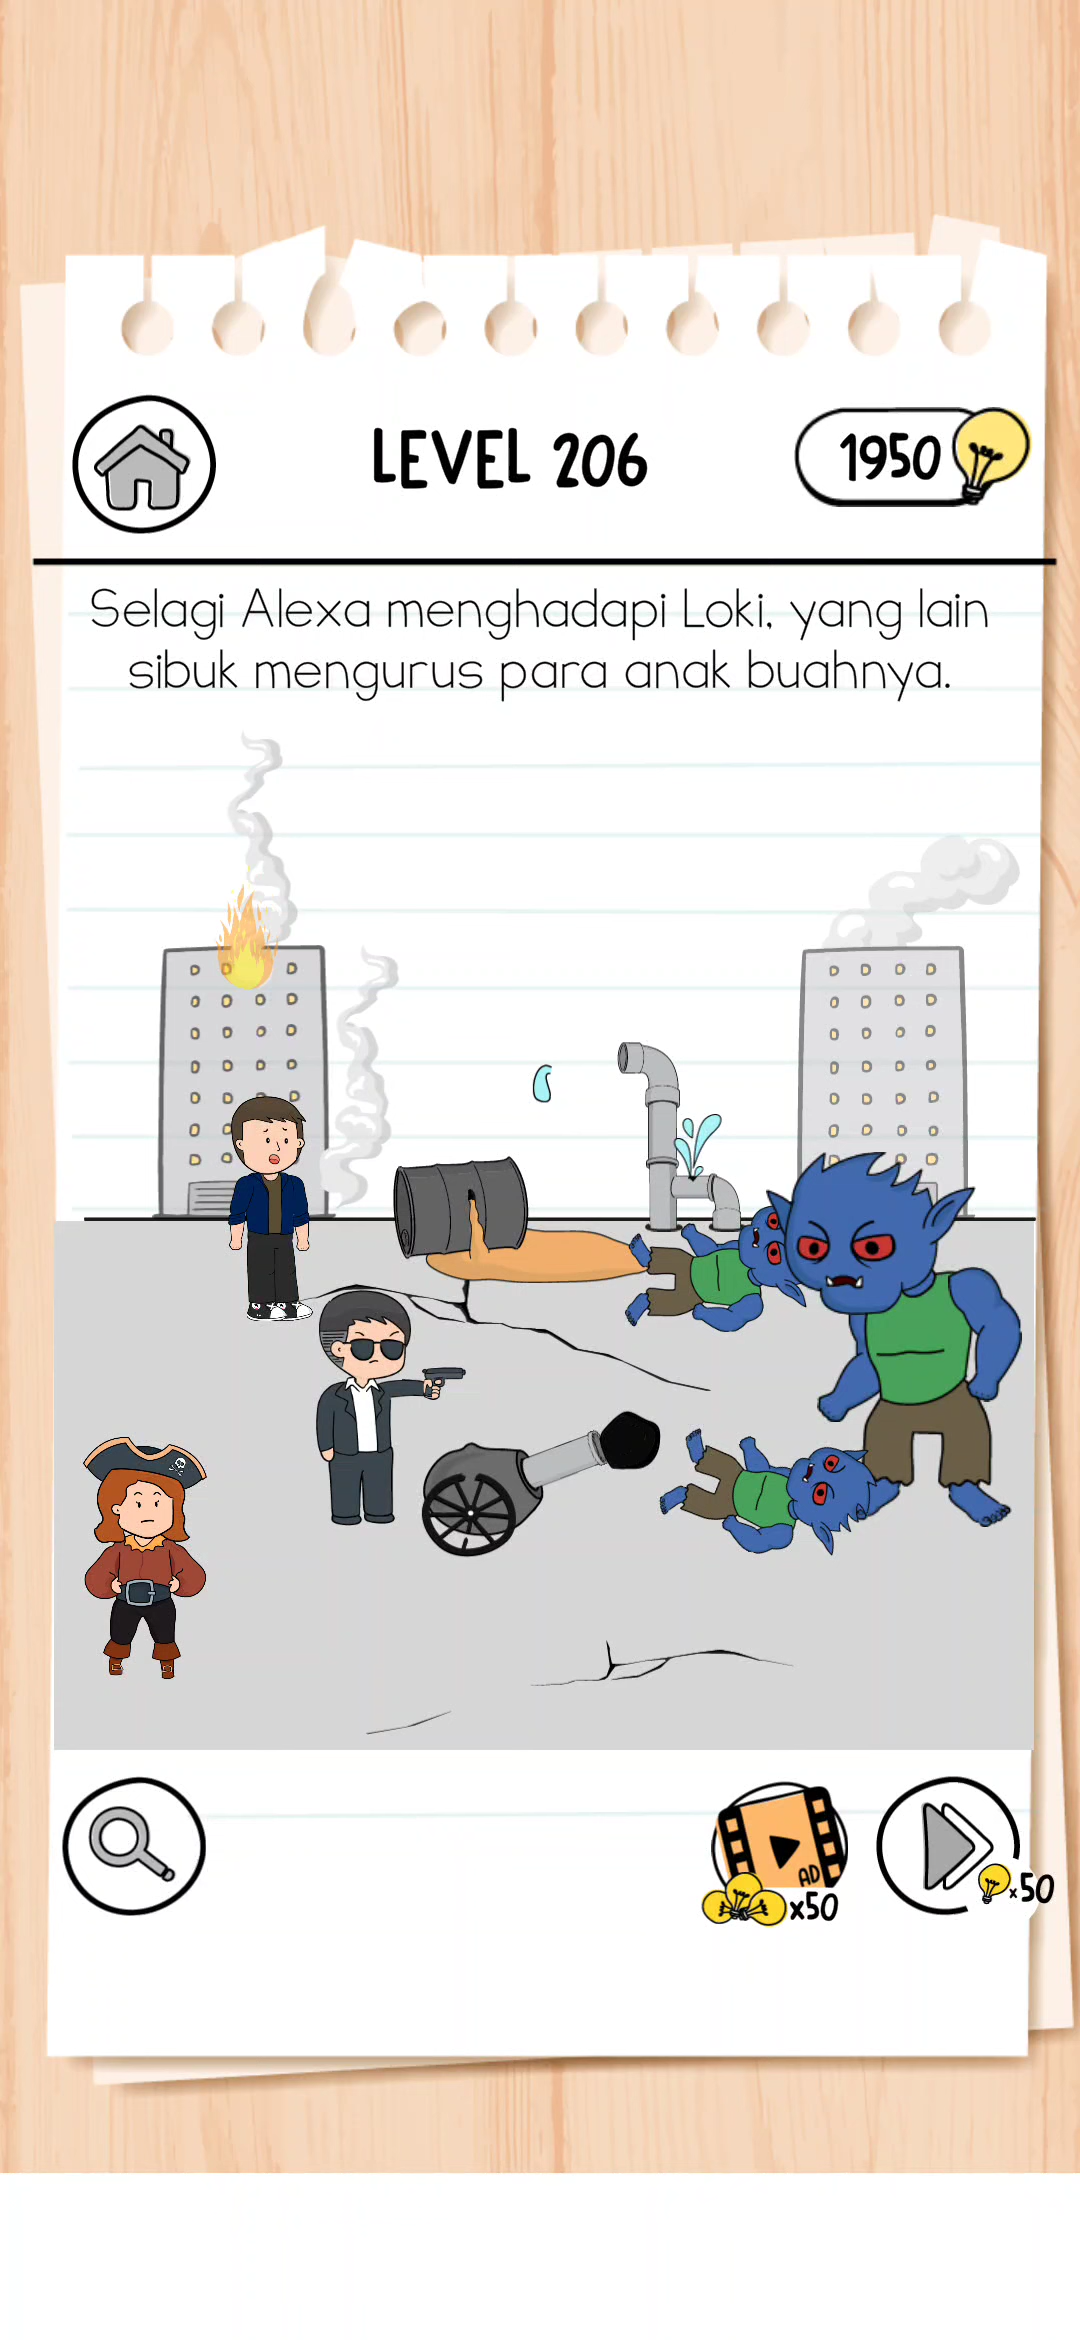 LEVEL 206
1950
Selagi Alexa menghadapi Loki, yang lain
sibuk mengurus para anak buahnya.
AD
x50
x50